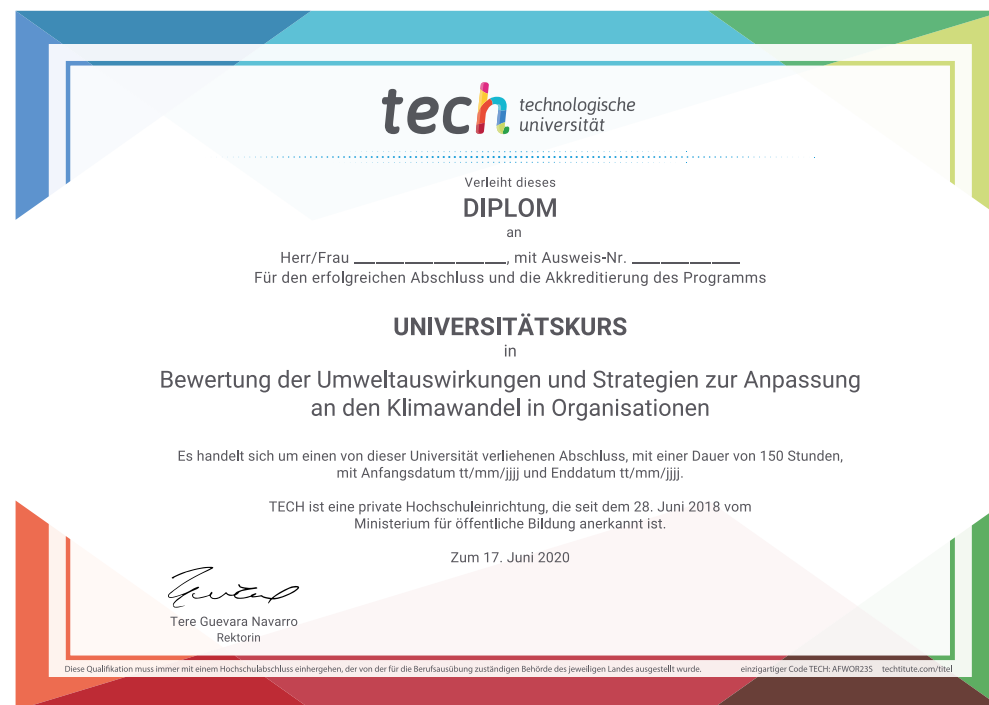 tech technologische
universität
Verleiht dieses
DIPLOM
an
Herr/Frau ______________, mit Ausweis-Nr. __________
Für den erfolgreichen Abschluss und die Akkreditierung des Programms
UNIVERSITÄTSKURS
in
Bewertung der Umweltauswirkungen und Strategien zur Anpassung
an den Klimawandel in Organisationen
Es handelt sich um einen von dieser Universität verliehenen Abschluss, mit einer Dauer von 150 Stunden,
mit Anfangsdatum tt/mm/jjjj und Enddatum tt/mm/jjjj.
TECH ist eine private Hochschuleinrichtung, die seit dem 28. Juni 2018 vom
Ministerium für öffentliche Bildung anerkannt ist.
Zum 17. Juni 2020
Tere Guevara Navarro
Rektorin
Diese Qualifikation muss immer mit einem Hochschulabschluss einhergehen, der von der für die Berufsausübung zuständigen Behörde des jeweiligen Landes ausgestellt wurde. einzigartiger Code TECH: AFWOR23S techtitute.com/titel